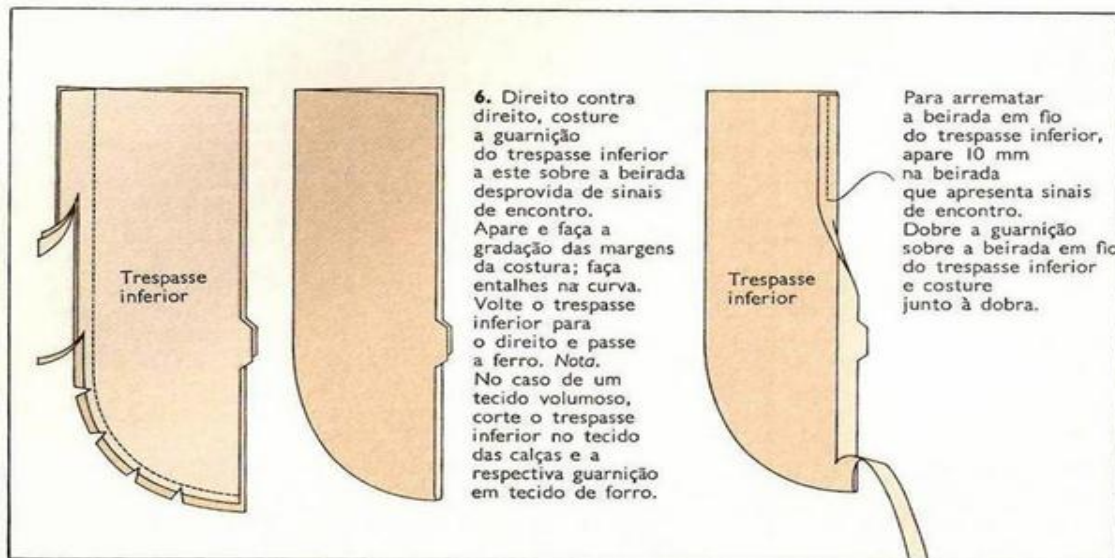 Trespasse
inferior
6. Direito contra
direito, costure
a guarnição
do trespasse inferior
a este sobre a beirada
desprovida de sinais
de encontro.
Apare e faça a
gradação das margens
da costura; faça
entalhes na curva.
Volte o trespasse
inferior para
o direito e passe
a ferro. Nota.
No caso de um
tecido volumoso,
corte o trespasse
inferior no tecido
das calças e a
respectiva guarnição
em tecido de forro.
Trespasse
inferior
Para arrematar
a beirada em fio
do trespasse inferior,
apare 10 mm
na beirada
que apresenta sinais
de encontro.
Dobre a guarnição
sobre a beirada em fio
do trespasse inferior
e costure
junto à dobra.